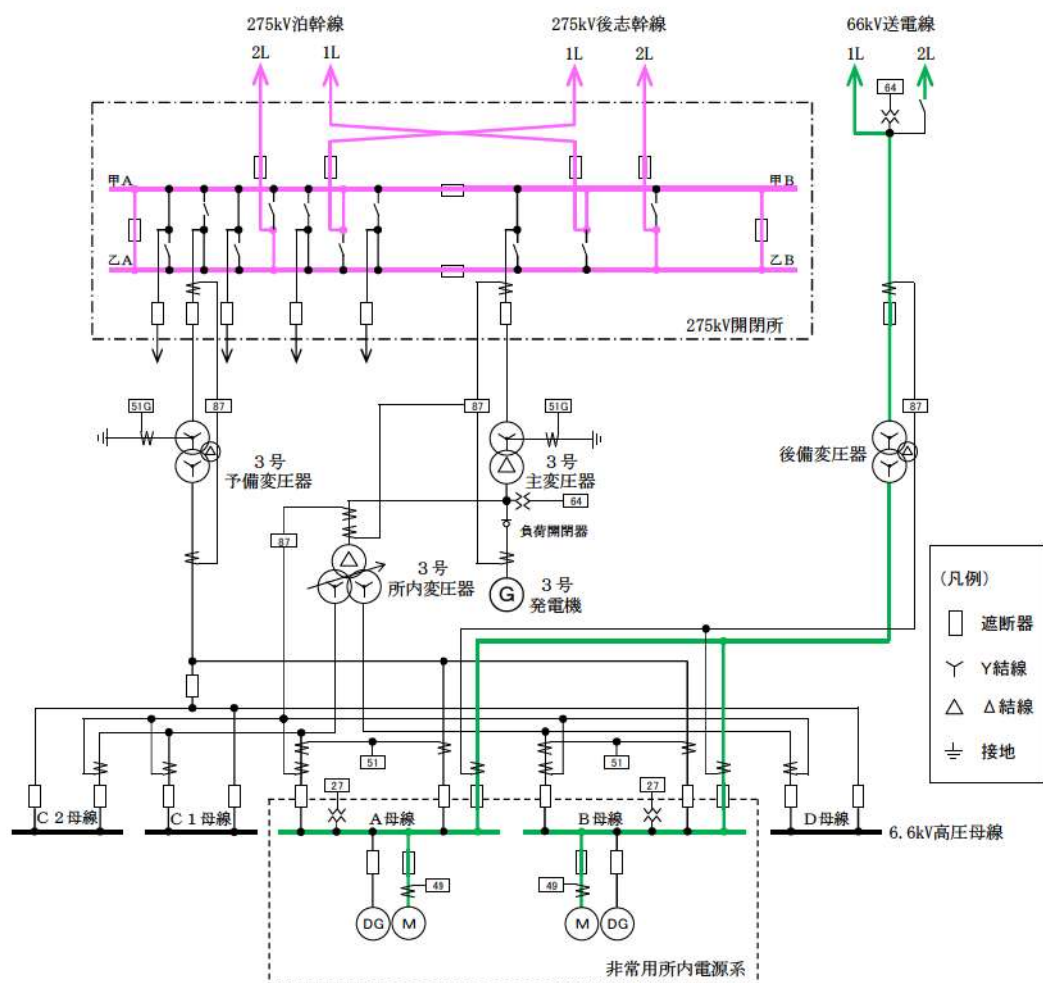 275kV泊幹線
275kV後志幹線
66kV送電線
2L
1L
1L
2L
1L
2L
64
甲A
甲B
乙A
乙B
275kV開閉所
51G
87
87
51G
87
3号
予備変圧器
3号
主変圧器
後備変圧器
64
負荷開閉器
87
3号
所内変圧器
G
3号
発電機
(凡例)
遮断器
Y結線
Δ結線
接地
51
51
27
27
C2母線
C1母線
A母線
B母線
D母線
6.6kV高圧母線
49
49
DG
M
M
DG
非常用所内電源系